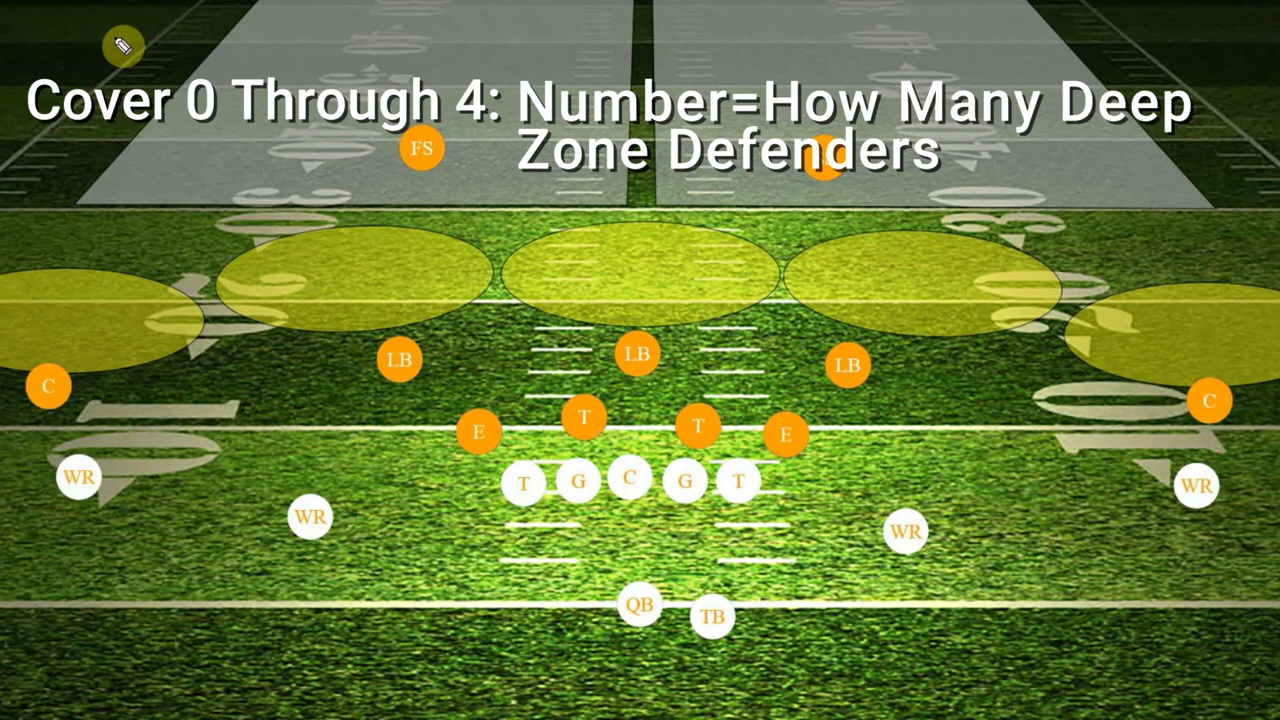 Cover 0 Through 4: Number=How Many Deep
Zone Defenders
FS
LB LB LB
C C
T T
E E
WR T G C G T WR
WR WR
QB TB